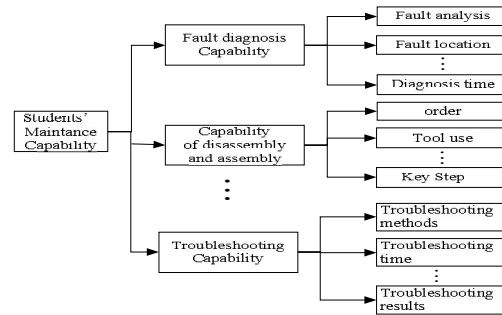 Students'
Maintance
Capability
Fault diagnosis
Capability
Fault analysis
Fault location
Diagnosis time
Capability
of disassembly
and assembly
order
Tool use
Key Step
Troubleshooting
Capability
Troubleshooting
methods
Troubleshooting
time
Troubleshooting
results